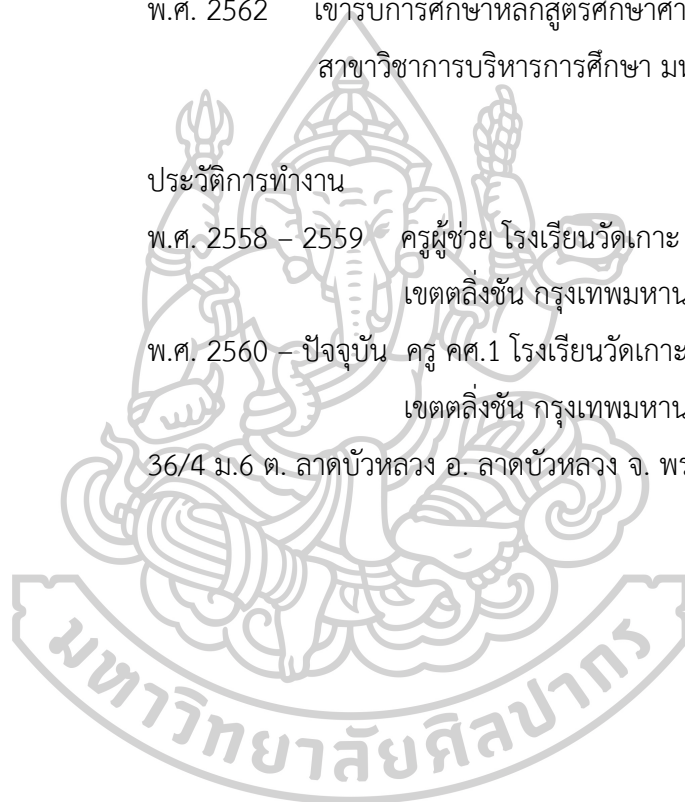 พ.ศ. 2562 เข้ารับการศึกษาหลักสูตรศึกษาศา
สาขาวิชาการบริหารการศึกษา มห
ประวัติการทำงาน
พ.ศ. 2558 – 2559 ครูผู้ช่วย โรงเรียนวัดเกาะ
เขตตลิ่งชัน กรุงเทพมหาน
พ.ศ. 2560 – ปัจจุบัน ครู คศ.1 โรงเรียนวัดเกาะ
เขตตลิ่งชัน กรุงเทพมหาน
36/4 ม.6 ต. ลาดบัวหลวง อ. ลาดบัวหลวง จ. พร
มหาวิทยาลัยศิลปากร